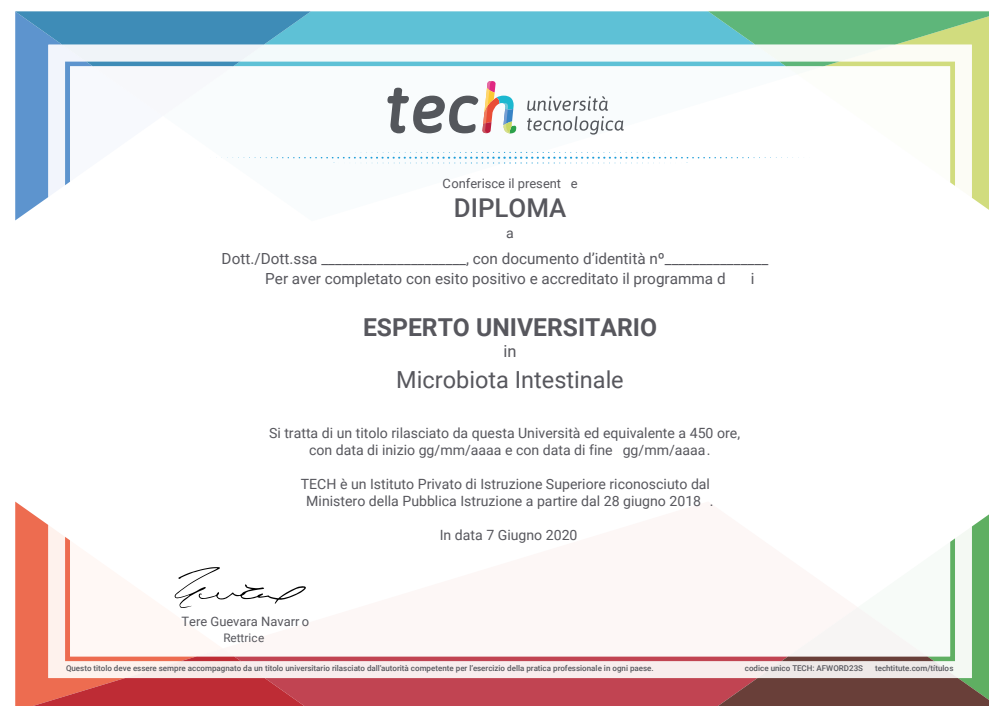 tech università
tecnologica
Conferisce il present e
DIPLOMA
a
Dott./Dott.ssa _____________________, con documento d'identità nº_______________
Per aver completato con esito positivo e accreditato il programma d i
ESPERTO UNIVERSITARIO
in
Microbiota Intestinale
Si tratta di un titolo rilasciato da questa Università ed equivalente a 450 ore,
con data di inizio gg/mm/aaaa e con data di fine gg/mm/aaaa.
TECH è un Istituto Privato di Istruzione Superiore riconosciuto dal
Ministero della Pubblica Istruzione a partire dal 28 giugno 2018 .
In data 7 Giugno 2020
Tere Guevara Navarr o
Rettrice
Questo titolo deve essere sempre accompagnato da un titolo universitario rilasciato dall'autorità competente per l'esercizio della pratica professionale in ogni paese. codice unico TECH: AFWORD23S techtitute.com/titulos